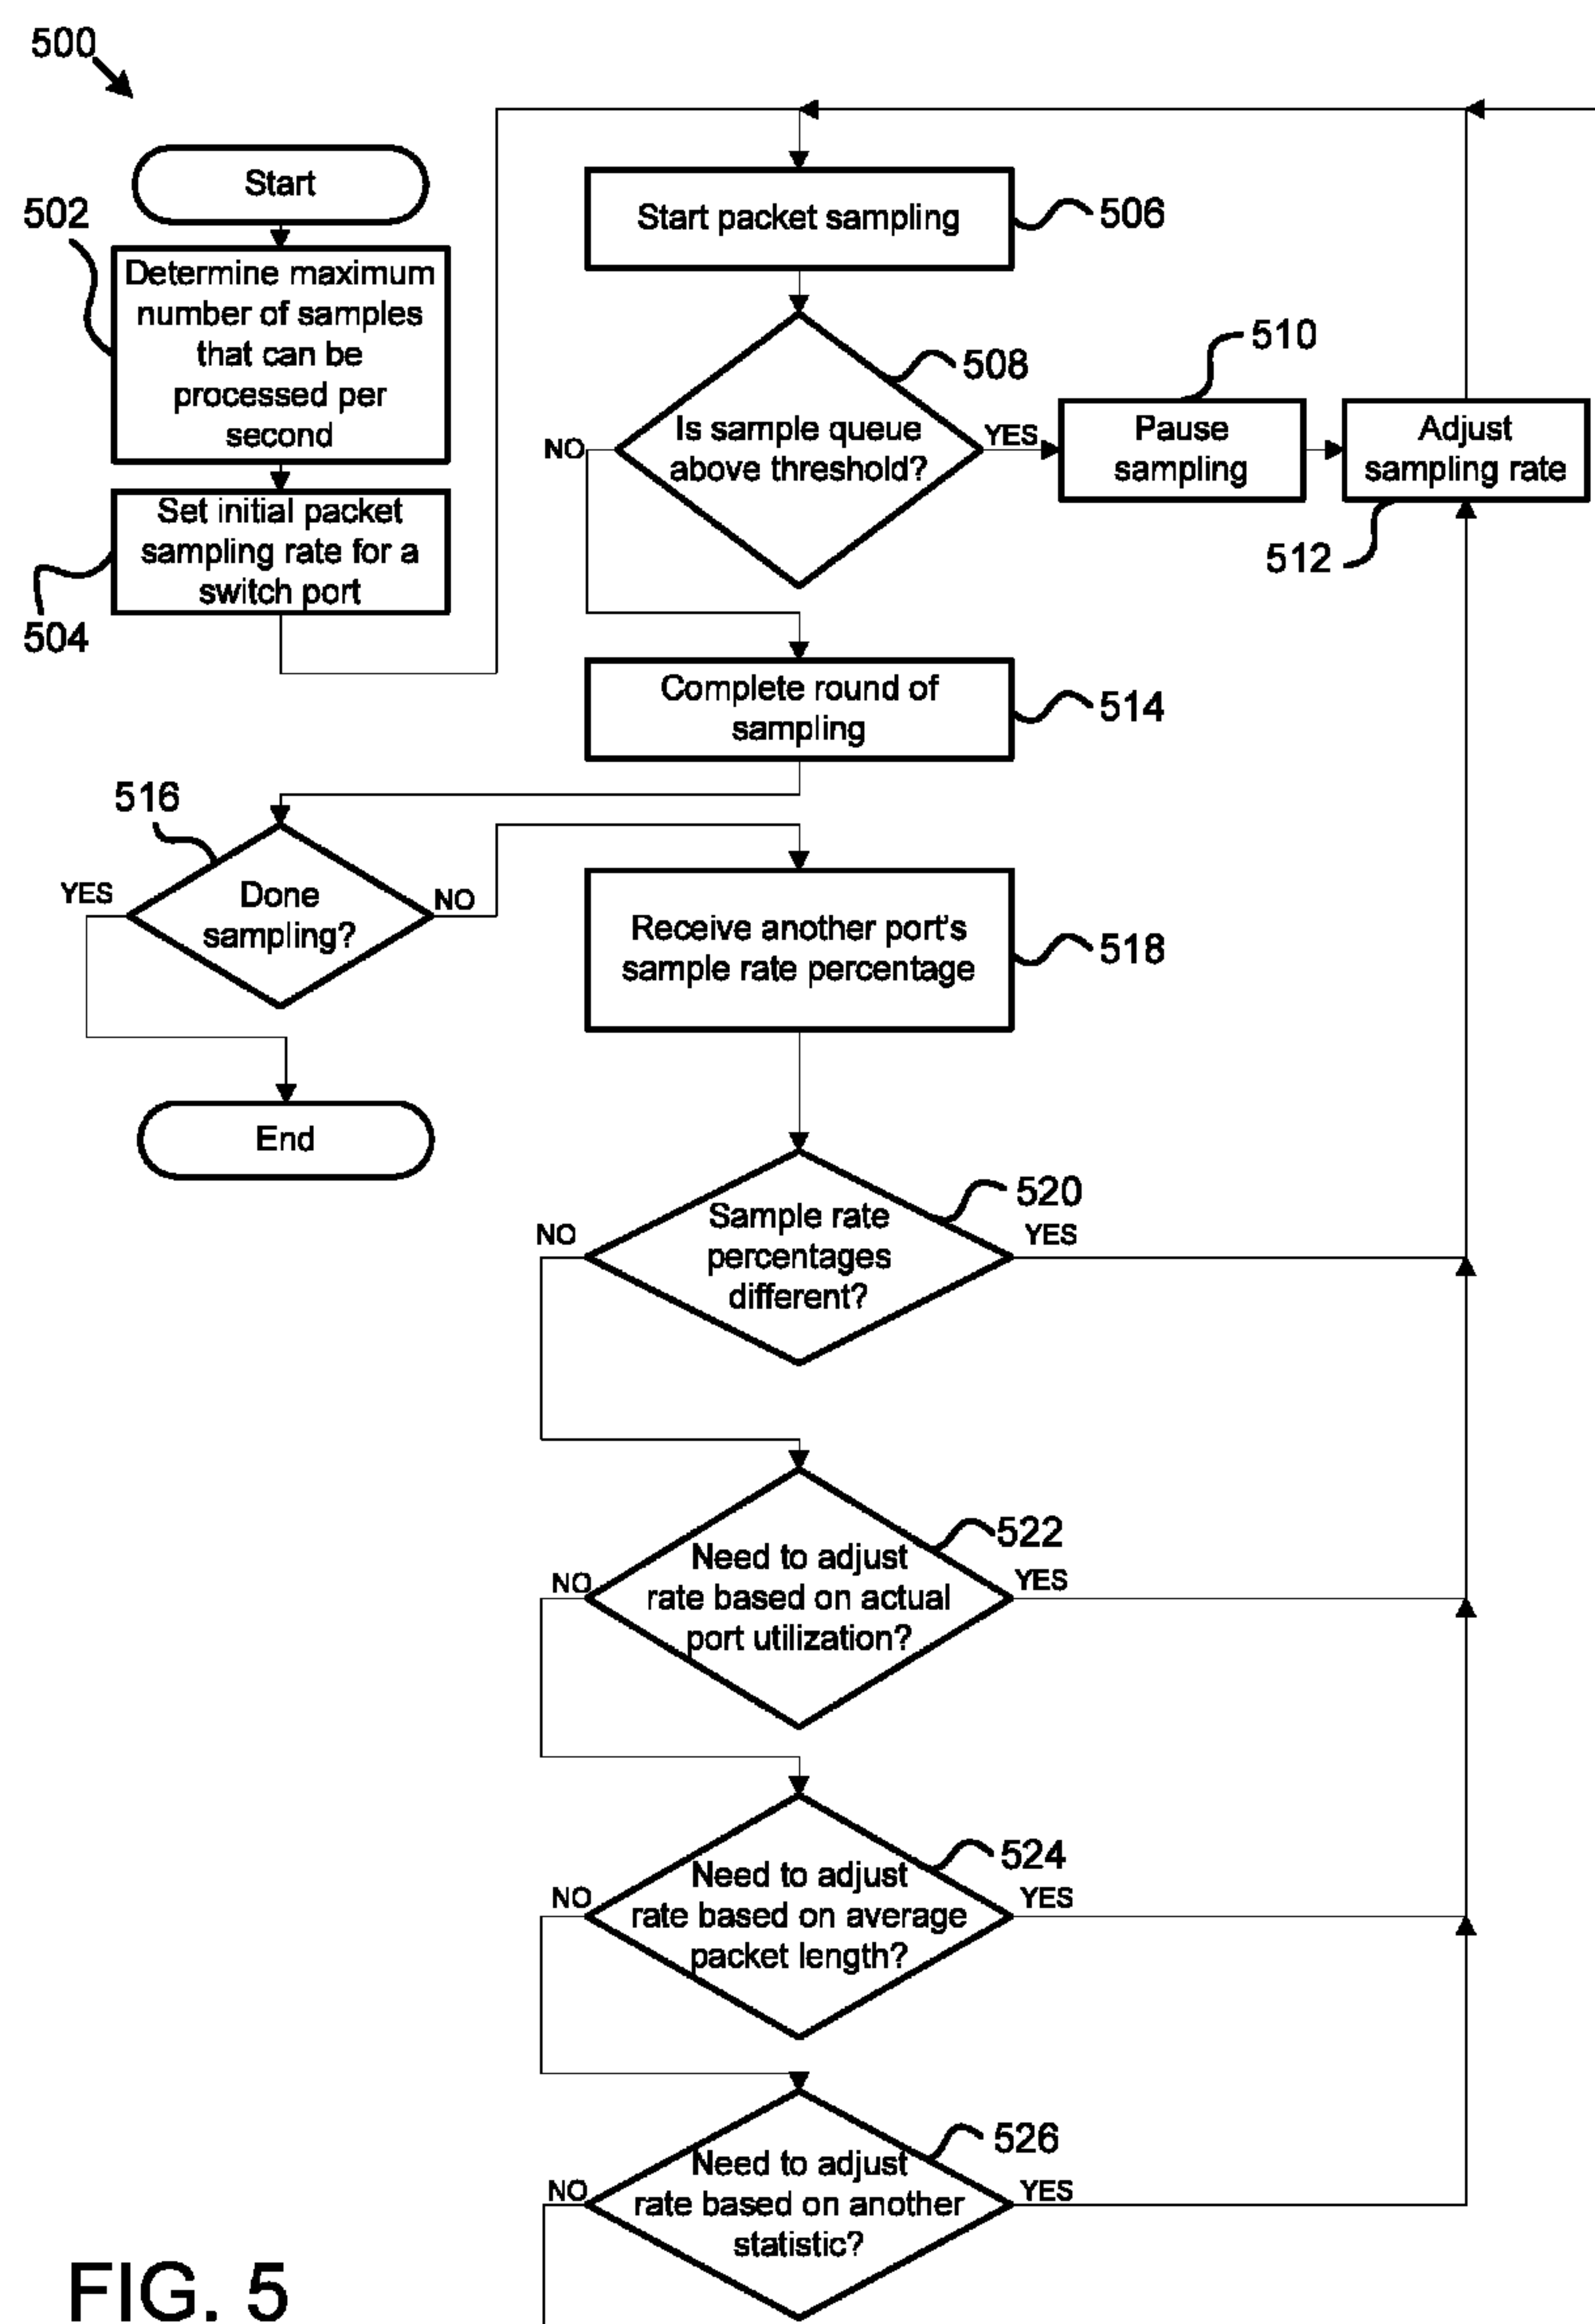 500
Start
502
Determine maximum
number of samples
that can be
processed per
second
Set initial packet
sampling rate for a
switch port
504
Start packet sampling
506
Is sample queue
above threshold?
508
NO
YES
510
Pause
sampling
Adjust
sampling rate
512
Complete round of
sampling
514
516
Done
sampling?
YES
NO
End
Receive another port's
sample rate percentage
518
Sample rate
percentages
different?
520
NO
YES
Need to adjust
rate based on actual
port utilization?
522
NO
YES
Need to adjust
rate based on average
packet length?
524
NO
YES
Need to adjust
rate based on another
statistic?
526
NO
YES
FIG. 5